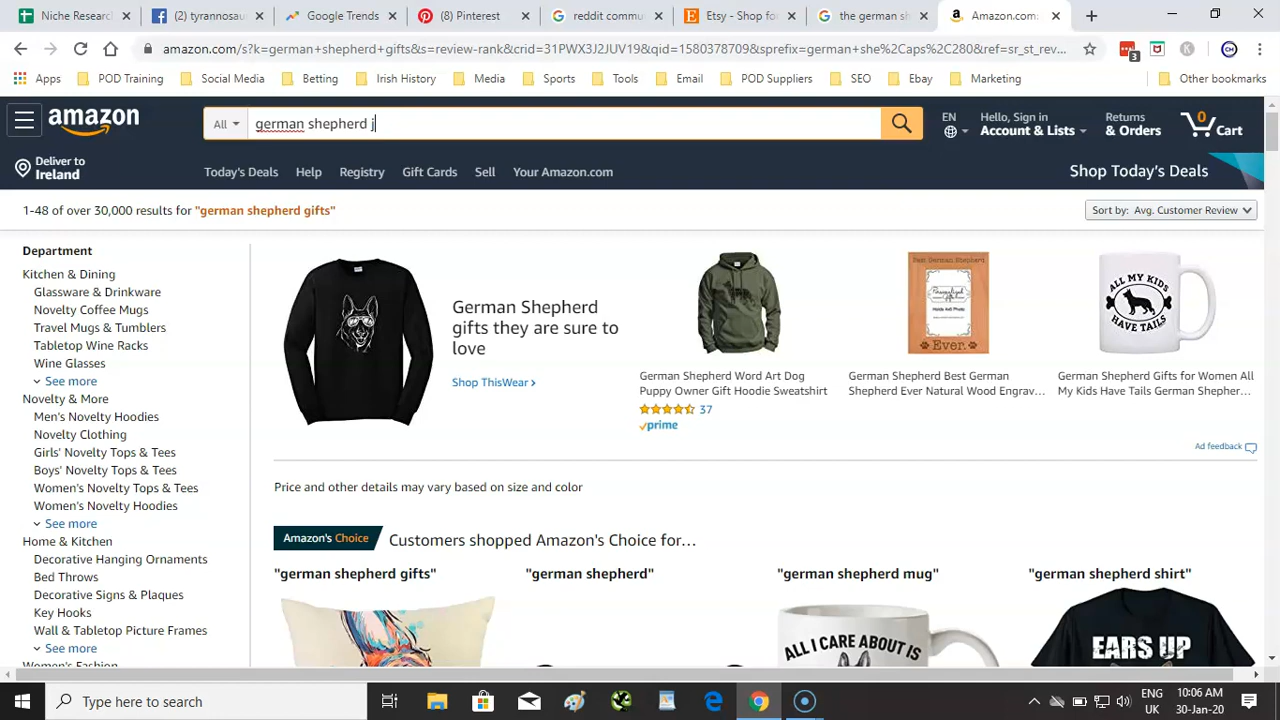 Niche Researc
(2) tyrannosau
Google Trends
(8) Pinterest
reddit commu
Etsy - Shop fo
the german sh
Amazon.com:
amazon.com/s?k=german+shepherd+gifts&s=review-rank&crid=31PWX3J2JUV19&qid=1580378709&sprefix=german+she%2Caps%2C280&ref=sr_st_rev...
3
CH
Apps
POD Training
Social Media
Betting
Irish History
Media
Sports
Tools
Email
POD Suppliers
SEO
Ebay
Marketing
Other bookmarks
amazon
All
german shepherd j
EN
Hello, Sign in
Account & Lists
Returns
& Orders
0
Cart
Deliver to
Ireland
Today's Deals
Help
Registry
Gift Cards
Sell
Your Amazon.com
Shop Today's Deals
1-48 of over 30,000 results for "german shepherd gifts"
Sort by: Avg. Customer Review
Department
Kitchen & Dining
Glassware & Drinkware
Novelty Coffee Mugs
Travel Mugs & Tumblers
Tabletop Wine Racks
Wine Glasses
See more
Novelty & More
Men's Novelty Hoodies
Novelty Clothing
Girls' Novelty Tops & Tees
Boys' Novelty Tops & Tees
Women's Novelty Tops & Tees
Women's Novelty Hoodies
See more
Home & Kitchen
Decorative Hanging Ornaments
Bed Throws
Decorative Signs & Plaques
Key Hooks
Wall & Tabletop Picture Frames
See more
Women's Fashion
German Shepherd
gifts they are sure to
love
Shop ThisWear
German Shepherd Word Art Dog
Puppy Owner Gift Hoodie Sweatshirt
37
prime
Best German Shepherd
Ever.
German Shepherd Best German
Shepherd Ever Natural Wood Engrav...
ALL MY KIDS
HAVE TAILS
German Shepherd Gifts for Women All
My Kids Have Tails German Shepher...
Ad feedback
Price and other details may vary based on size and color
Amazon's Choice
Customers shopped Amazon's Choice for…
"german shepherd gifts"
"german shepherd"
"german shepherd mug"
"german shepherd shirt"
ALL I CARE ABOUT IS
EARS UP
Type here to search
ENG
UK
10:06 AM
30-Jan-20